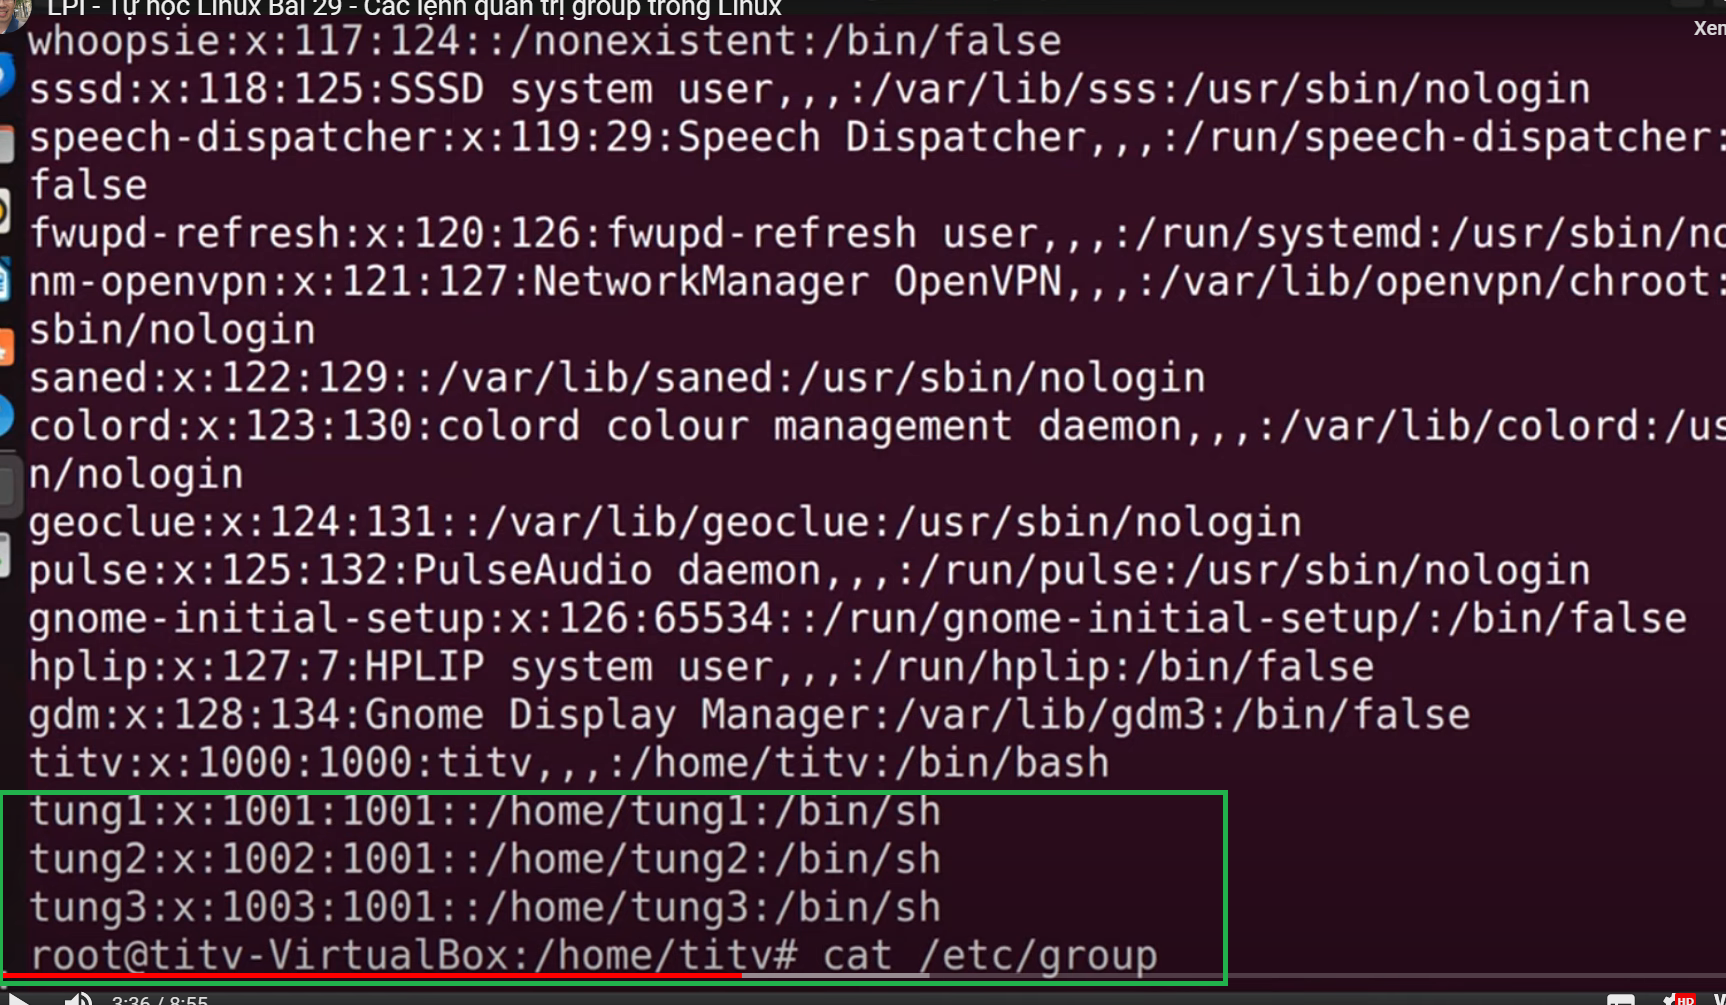 LPI - Tự học Linux Bài 29 - Các lệnh quản trị group trong Linux
Xem
whoopsie:x:117:124::/nonexistent:/bin/false
sssd:x:118:125:SSSD system user,,,:/var/lib/sss:/usr/sbin/nologin
speech-dispatcher:x:119:29:Speech Dispatcher,,,:/run/speech-dispatcher:
false
fwupd-refresh:x:120:126:fwupd-refresh user,,,:/run/systemd:/usr/sbin/no
nm-openvpn:x:121:127:NetworkManager OpenVPN,,,:/var/lib/openvpn/chroot:
sbin/nologin
saned:x:122:129::/var/lib/saned:/usr/sbin/nologin
colord:x:123:130:colord colour management daemon,,,:/var/lib/colord:/us
n/nologin
geoclue:x:124:131::/var/lib/geoclue:/usr/sbin/nologin
pulse:x:125:132:PulseAudio daemon,,,:/run/pulse:/usr/sbin/nologin
gnome-initial-setup:x:126:65534::/run/gnome-initial-setup/:/bin/false
hplip:x:127:7:HPLIP system user,,,:/run/hplip:/bin/false
gdm:x:128:134:Gnome Display Manager:/var/lib/gdm3:/bin/false
titv:x:1000:1000:titv,,,:/home/titv:/bin/bash
tung1:x:1001:1001::/home/tung1:/bin/sh
tung2:x:1002:1001::/home/tung2:/bin/sh
tung3:x:1003:1001::/home/tung3:/bin/sh
root@titv-VirtualBox:/home/titv# cat /etc/group
3:36 / 8:55
HD